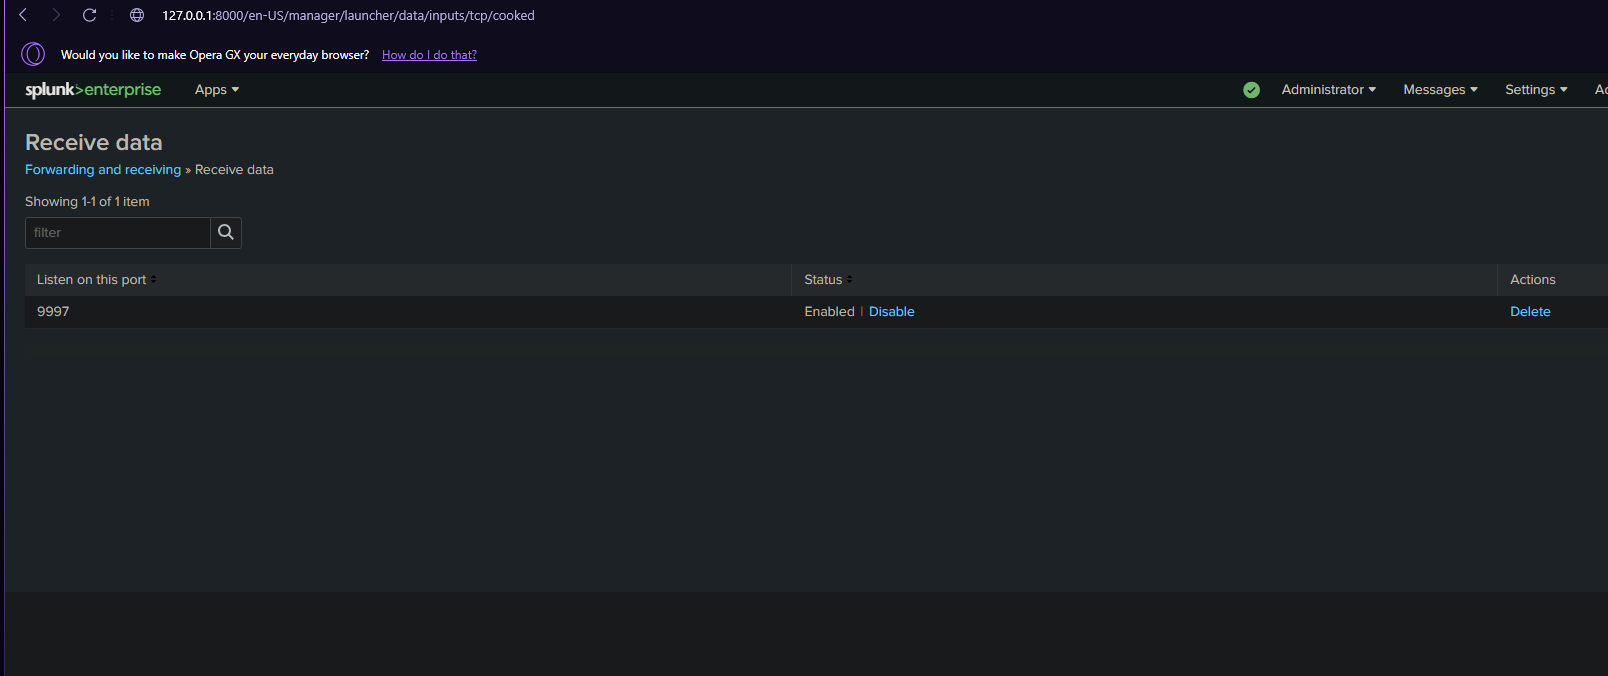 127.0.0.1:8000/en-US/manager/launcher/data/inputs/tcp/cooked
Would you like to make Opera GX your everyday browser? How do I do that?
splunk>enterprise Apps Administrator Messages Settings
Receive data
Forwarding and receiving » Receive data
Showing 1-1 of 1 item
filter
Listen on this port Status Actions
9997 Enabled | Disable Delete